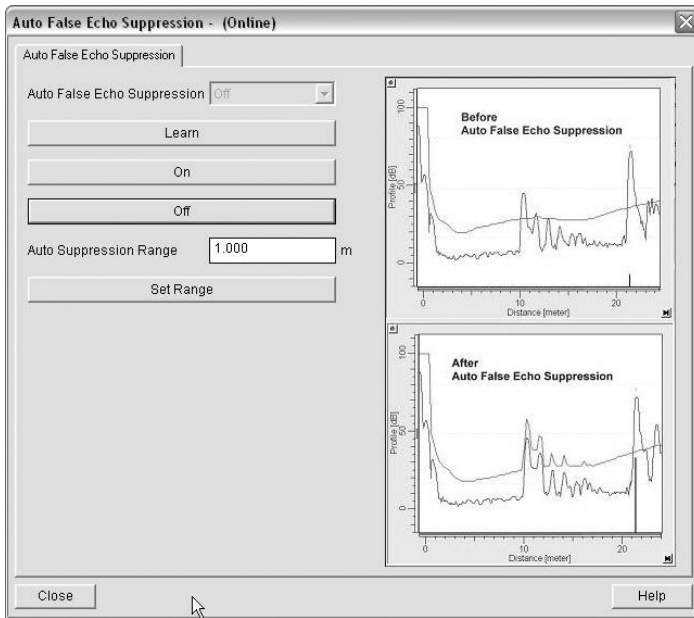 Auto False Echo Suppression - (Online)
Auto False Echo Suppression
Auto False Echo Suppression Off
Learn
On
Off
Auto Suppression Range 1.000 m
Set Range
Before
Auto False Echo Suppression
Profile [dB]
100
50
0
0 10 20
Distance [meter]
After
Auto False Echo Suppression
Profile [dB]
100
50
0
0 10 20
Distance [meter]
Close
Help